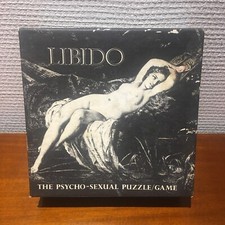 LIBIDO
THE PSYCHO-SEXUAL PUZZLE/GAME